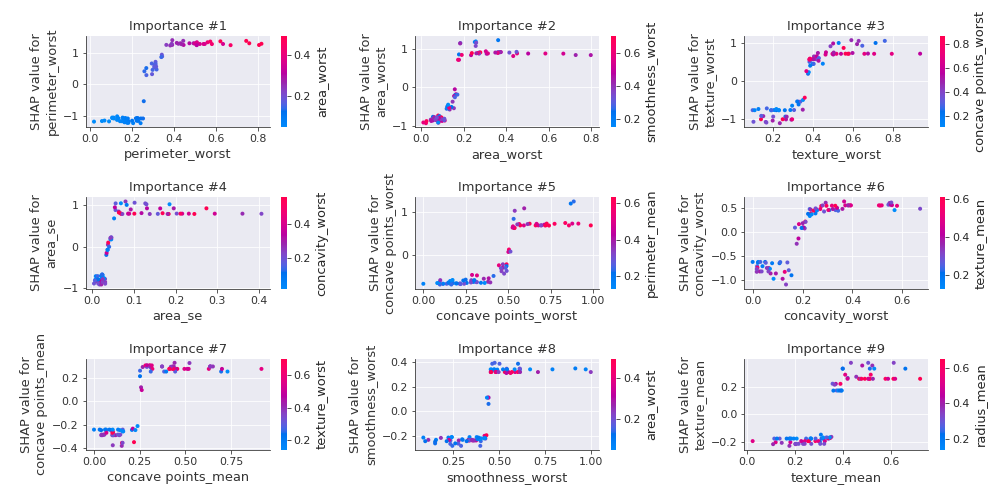 Importance #1
SHAP value for
perimeter_worst
1
0
−1
0.0 0.2 0.4 0.6 0.8
perimeter_worst
0.2
area_worst
Importance #2
SHAP value for
area_worst
1
0
−1
0.0 0.2 0.4 0.6 0.8
area_worst
0.6
0.4
0.2
smoothness_worst
Importance #3
SHAP value for
texture_worst
1
0
−1
0.2 0.4 0.6 0.8
texture_worst
0.8
0.6
0.4
0.2
concave points_worst
Importance #4
SHAP value for
area_se
1
0
−1
0.0 0.1 0.2 0.3 0.4
area_se
0.4
0.2
concavity_worst
Importance #5
SHAP value for
concave points_worst
1
0
0.00 0.25 0.50 0.75 1.00
concave points_worst
0.6
0.4
0.2
perimeter_mean
Importance #6
SHAP value for
concavity_worst
0.5
0.0
−0.5
−1.0
0.0 0.2 0.4 0.6
concavity_worst
0.6
0.4
0.2
texture_mean
Importance #7
SHAP value for
concave points_mean
0.2
0.0
−0.2
−0.4
0.00 0.25 0.50 0.75
concave points_mean
0.6
0.4
0.2
texture_worst
Importance #8
SHAP value for
smoothness_worst
0.4
0.2
0.0
−0.2
0.25 0.50 0.75 1.00
smoothness_worst
0.4
0.2
area_worst
Importance #9
SHAP value for
texture_mean
0.2
0.0
−0.2
0.0 0.2 0.4 0.6
texture_mean
0.6
0.4
0.2
radius_mean